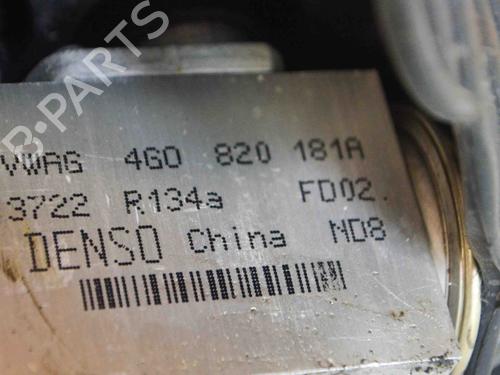 B-PARTS
VWAG 4G0 820 181A
3722 R134a FD02.
DENSO China ND8